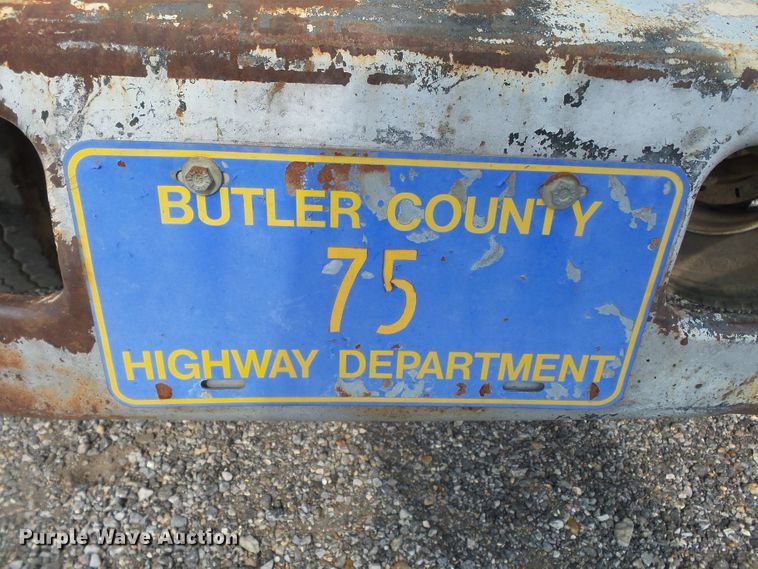 BUTLER COUNTY
75
HIGHWAY DEPARTMENT
Purple Wave Auction